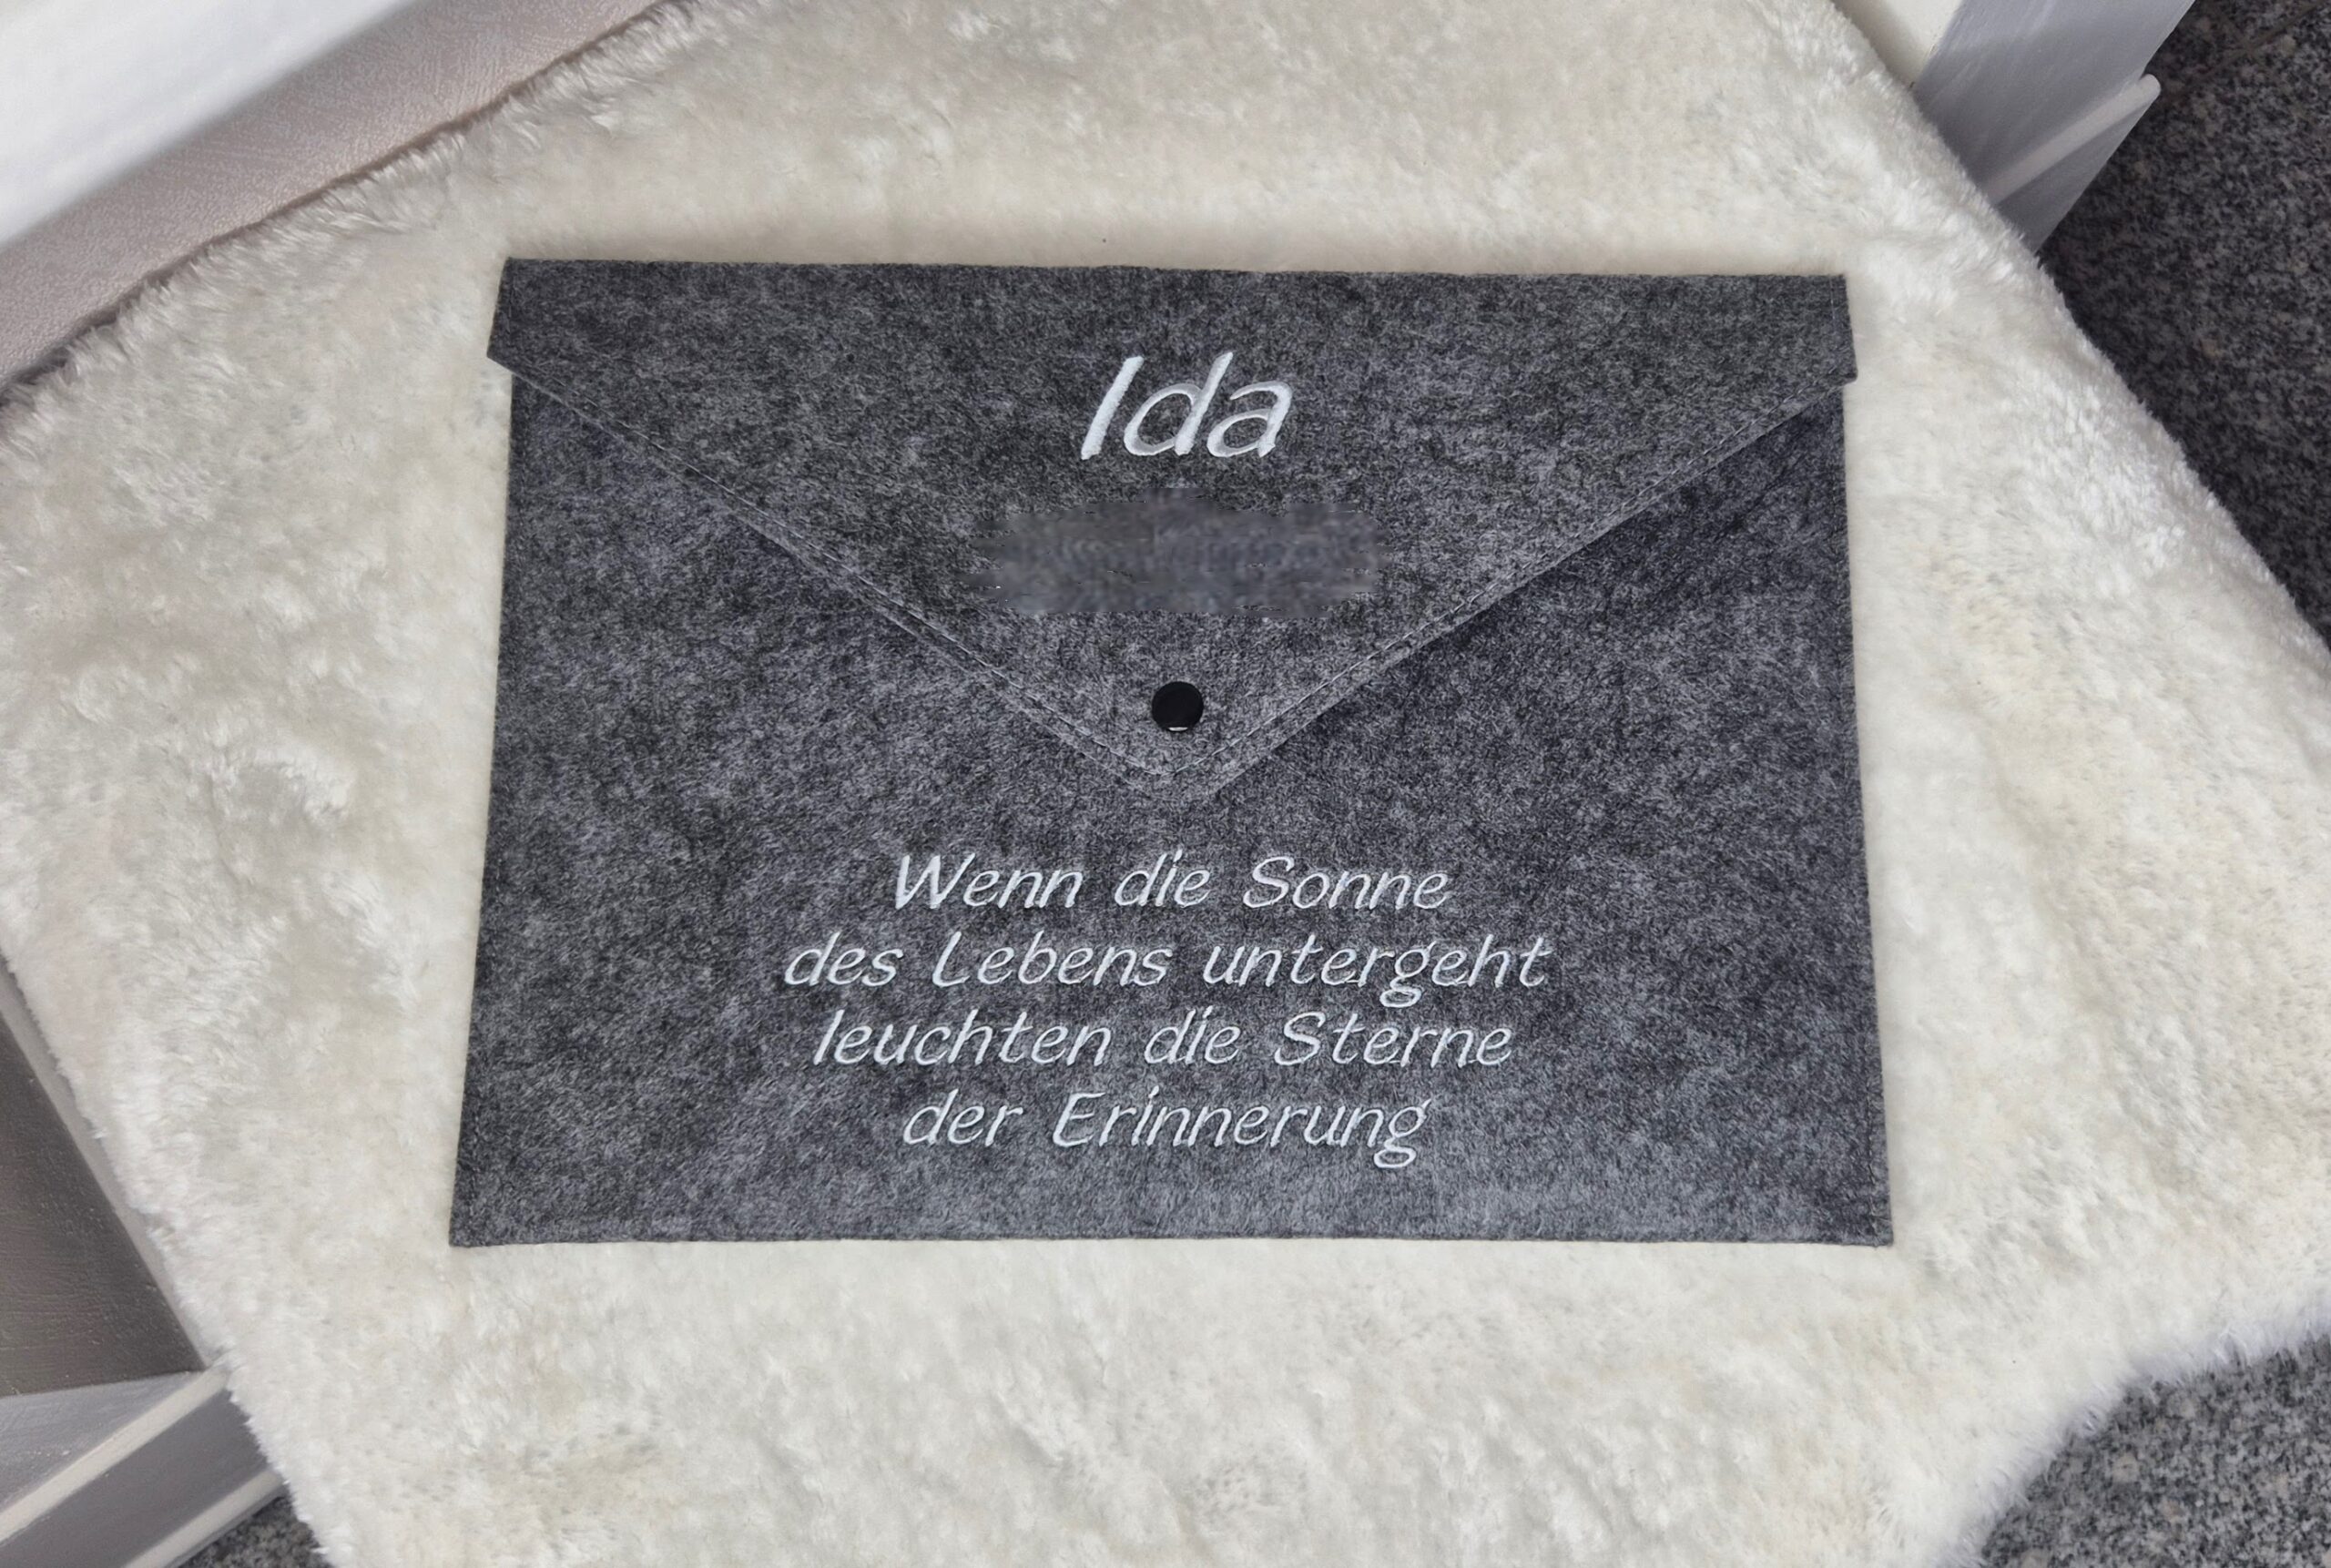 Ida
Wenn die Sonne
des Lebens untergeht
leuchten die Sterne
der Erinnerung